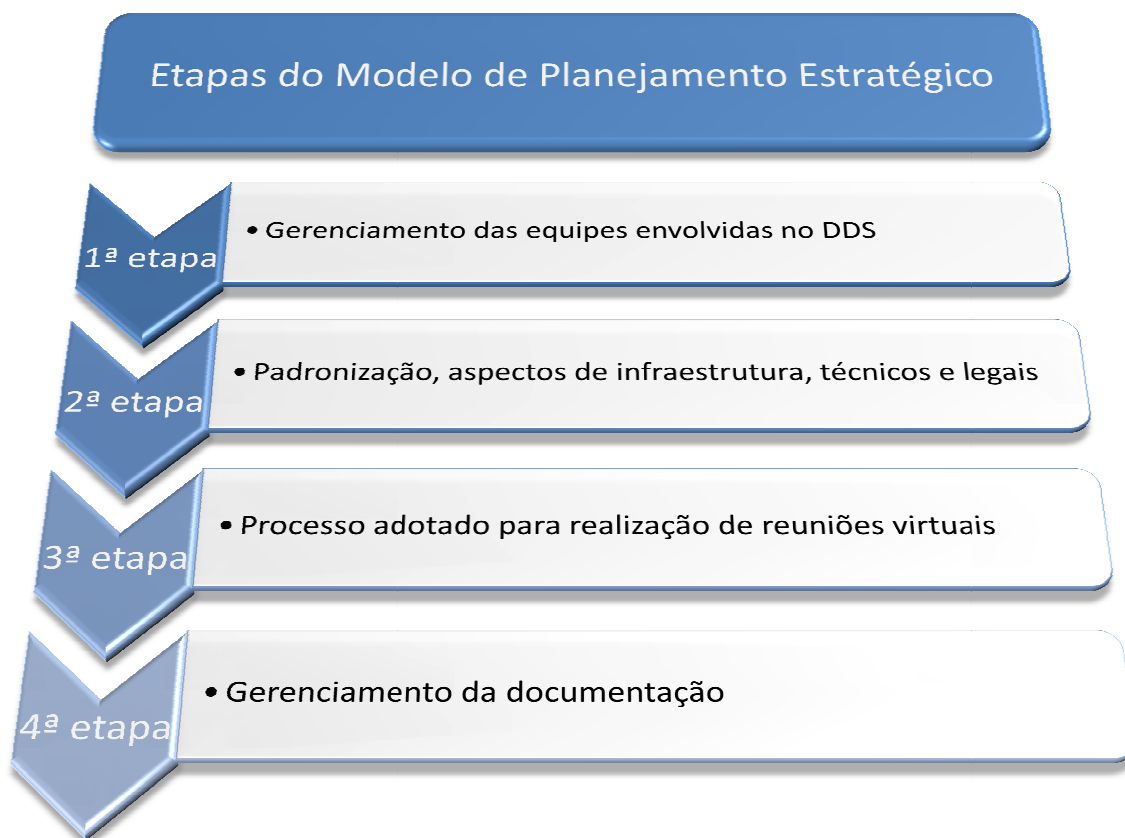 Etapas do Modelo de Planejamento Estratégico
1ª etapa
• Gerenciamento das equipes envolvidas no DDS
2ª etapa
• Padronização, aspectos de infraestrutura, técnicos e legais
3ª etapa
• Processo adotado para realização de reuniões virtuais
4ª etapa
• Gerenciamento da documentação